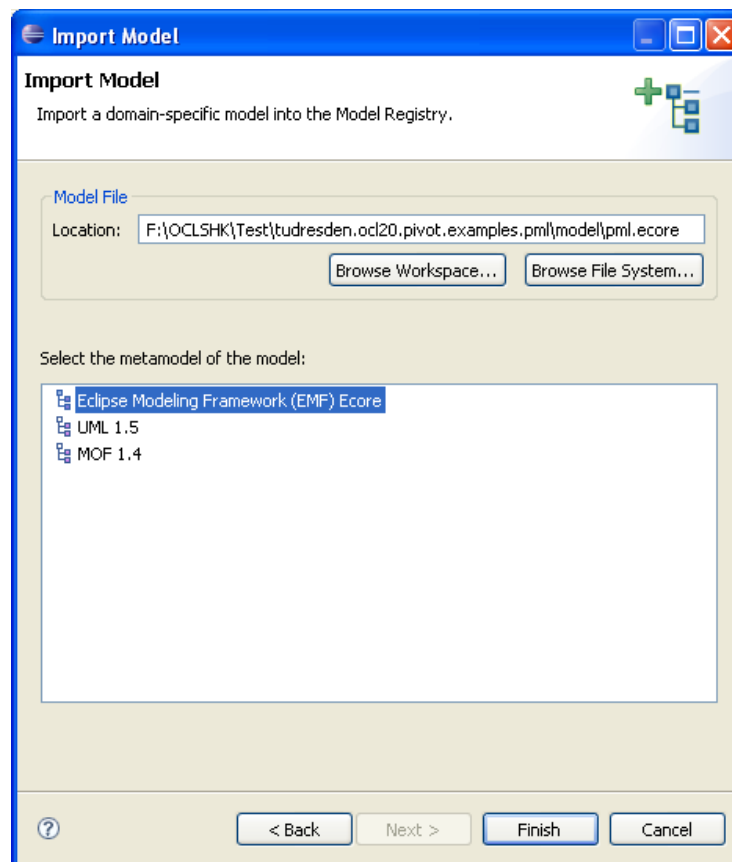 Import Model
Import Model
Import a domain-specific model into the Model Registry.
Model File
Location: F:\OCLSHK\Test\tudresden.ocl20.pivot.examples.pml\model\pml.ecore
Browse Workspace... Browse File System...
Select the metamodel of the model:
Eclipse Modeling Framework (EMF) Ecore
UML 1.5
MOF 1.4
? < Back Next > Finish Cancel